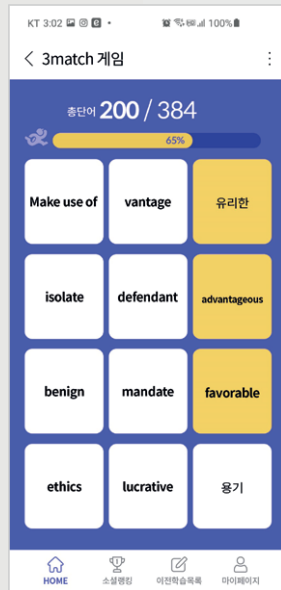 KT 3:02
100%
3match 게임
총단어 200 / 384
65%
Make use of
vantage
유리한
isolate
defendant
advantageous
benign
mandate
favorable
ethics
lucrative
용기
HOME
소셜랭킹
이전학습목록
마이페이지